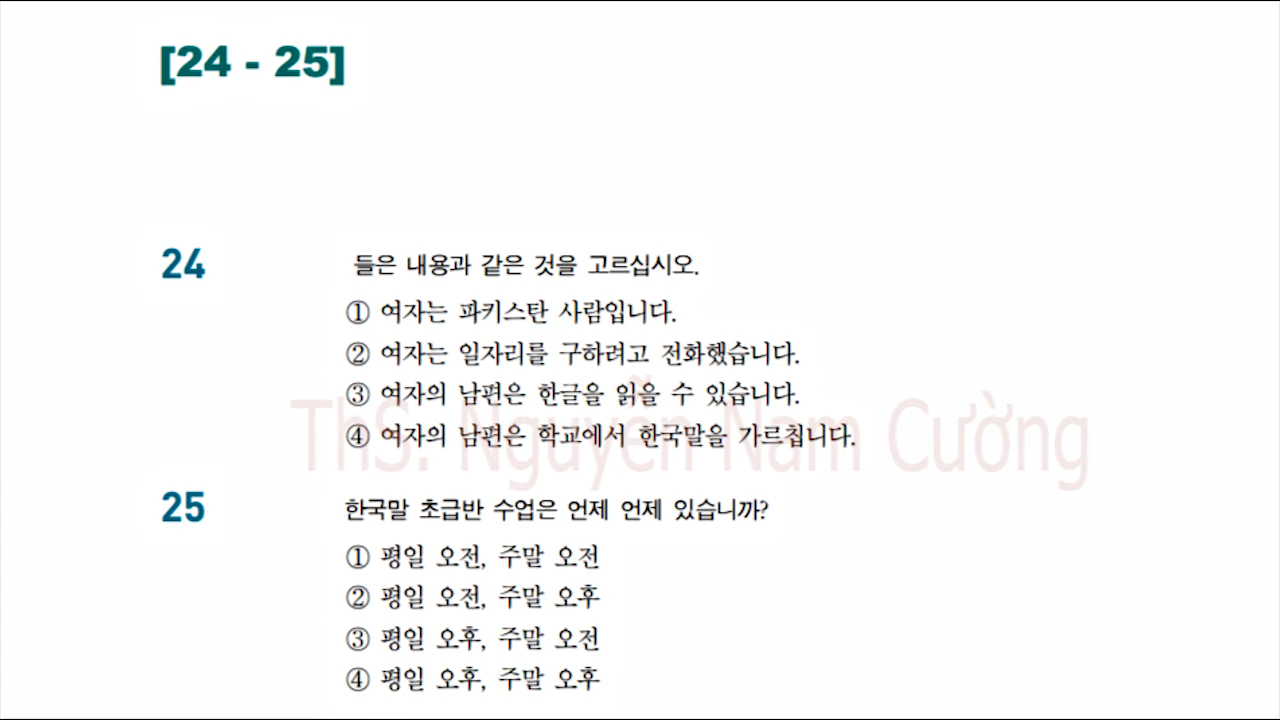 [24 - 25]
24 들은 내용과 같은 것을 고르십시오.
① 여자는 파키스탄 사람입니다.
② 여자는 일자리를 구하려고 전화했습니다.
③ 여자의 남편은 한글을 읽을 수 있습니다.
④ 여자의 남편은 학교에서 한국말을 가르칩니다.
ThS. Nguyễn Nam Cường
25 한국말 초급반 수업은 언제 언제 있습니까?
① 평일 오전, 주말 오전
② 평일 오전, 주말 오후
③ 평일 오후, 주말 오전
④ 평일 오후, 주말 오후